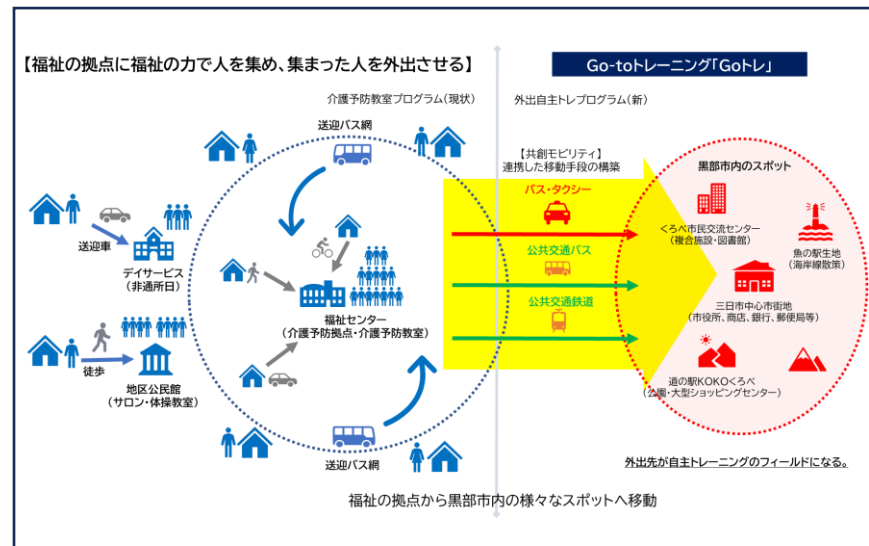 【福祉の拠点に福祉の力で人を集め、集まった人を外出させる】
Go-toトレーニング「Goトレ」
介護予防教室プログラム(現状)
外出自主トレプログラム(新)
送迎バス網
【共創モビリティ】
連携した移動手段の構築
黒部市内のスポット
バス・タクシー
くろべ市民交流センター
(複合施設・図書館)
魚の駅生地
(海岸線散策)
送迎車
デイサービス
(非通所日)
公共交通バス
福祉センター
(介護予防拠点・介護予防教室)
公共交通鉄道
三日市中心市街地
(市役所、商店、銀行、郵便局等)
徒歩
地区公民館
(サロン・体操教室)
道の駅KOKOくろべ
(公園・大型ショッピングセンター)
送迎バス網
外出先が自主トレーニングのフィールドになる。
福祉の拠点から黒部市内の様々なスポットへ移動